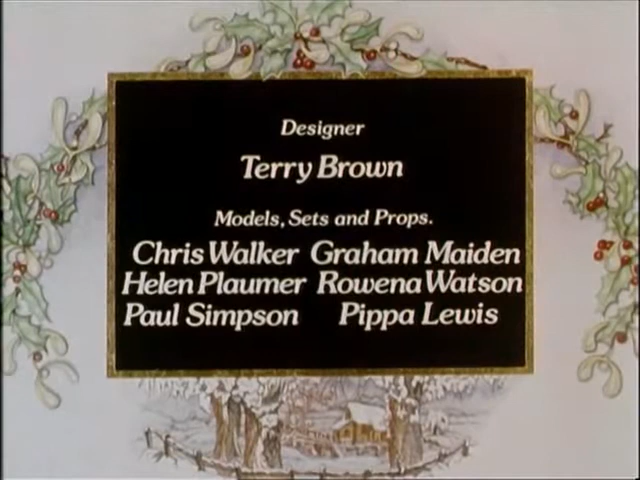 Designer
Terry Brown
Models, Sets and Props.
Chris Walker Graham Maiden
Helen Plaumer Rowena Watson
Paul Simpson Pippa Lewis